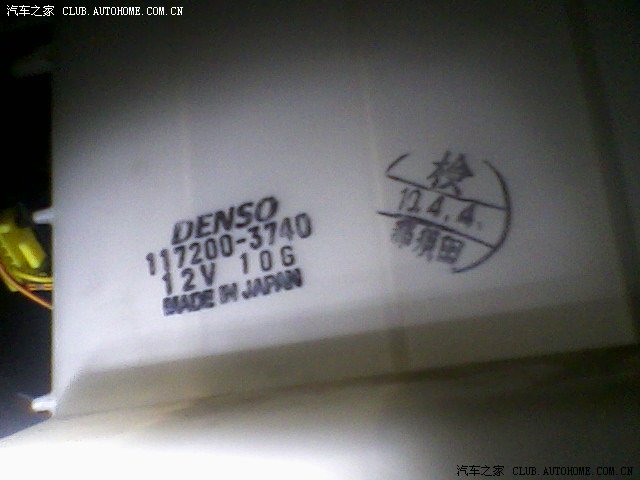 汽车之家 CLUB.AUTOHOME.COM.CN
DENSO
117200-3740
12V 10G
MADE IN JAPAN
検
10.4.4.
汽车之家 CLUB.AUTOHOME.COM.CN